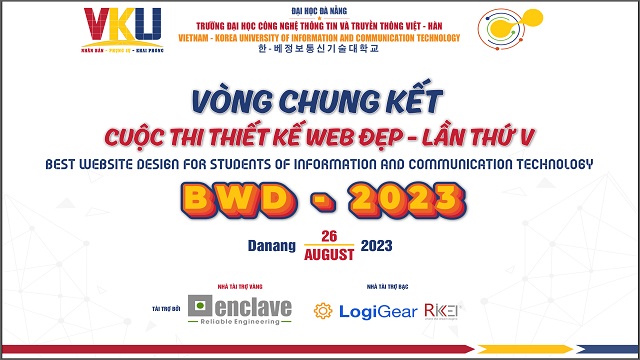 VKU
NHÂN BẢN - PHỤNG SỰ - KHAI PHÓNG
ĐẠI HỌC ĐÀ NẴNG
TRƯỜNG ĐẠI HỌC CÔNG NGHỆ THÔNG TIN VÀ TRUYỀN THÔNG VIỆT - HÀN
VIETNAM - KOREA UNIVERSITY OF INFORMATION AND COMMUNICATION TECHNOLOGY
한-베정보통신기술대학교
VÒNG CHUNG KẾT
CUỘC THI THIẾT KẾ WEB ĐẸP - LẦN THỨ V
BEST WEBSITE DESIGN FOR STUDENTS OF INFORMATION AND COMMUNICATION TECHNOLOGY
BWD - 2023
Danang 26 AUGUST 2023
NHÀ TÀI TRỢ VÀNG
NHÀ TÀI TRỢ BẠC
TÀI TRỢ BỞI
enclave
Reliable Engineering
LogiGear
RIKKEI